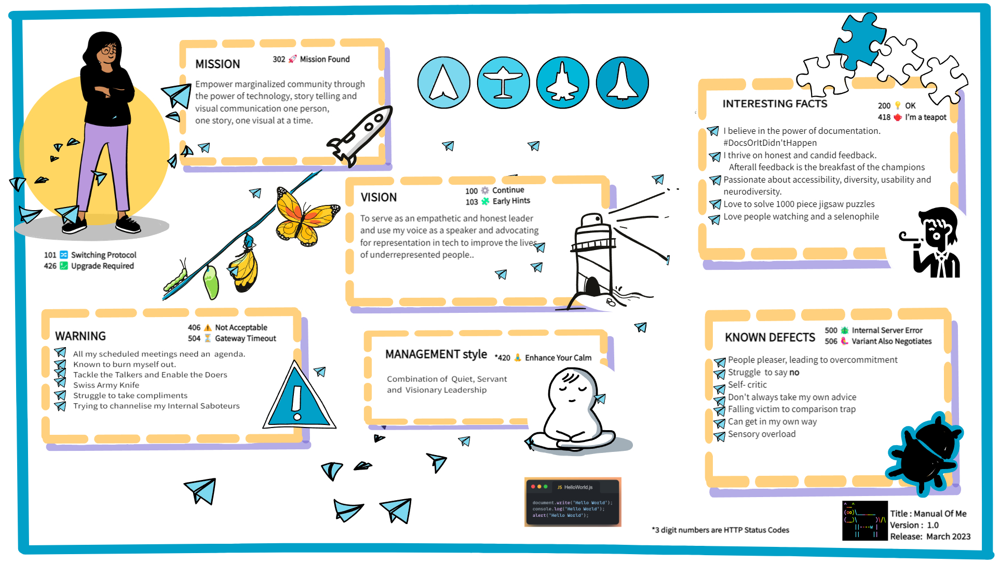 MISSION
302 🚀 Mission Found
Empower marginalized community through
the power of technology, story telling and
visual communication one person,
one story, one visual at a time.
101 🔀 Switching Protocol
426 💹 Upgrade Required
VISION
100 ⚙️ Continue
103 🧩 Early Hints
To serve as an empathetic and honest leader
and use my voice as a speaker and advocating
for representation in tech to improve the lives
of underrepresented people..
INTERESTING FACTS
200 💡 OK
418 🫖 I'm a teapot
I believe in the power of documentation.
#DocsOrItDidn'tHappen
I thrive on honest and candid feedback.
Afterall feedback is the breakfast of the champions
Passionate about accessibility, diversity, usability and
neurodiversity.
Love to solve 1000 piece jigsaw puzzles
Love people watching and a selenophile
WARNING
406 ⚠️ Not Acceptable
504 ⏳ Gateway Timeout
All my scheduled meetings need an agenda.
Known to burn myself out.
Tackle the Talkers and Enable the Doers
Swiss Army Knife
Struggle to take compliments
Trying to channelise my Internal Saboteurs
MANAGEMENT style
*420 🧘 Enhance Your Calm
Combination of Quiet, Servant
and Visionary Leadership
KNOWN DEFECTS
500 🪲 Internal Server Error
506 🦜 Variant Also Negotiates
People pleaser, leading to overcommitment
Struggle to say no
Self- critic
Don't always take my own advice
Falling victim to comparison trap
Can get in my own way
Sensory overload
JS HelloWorld.js
document.write('Hello World');
console.log('Hello World');
alert('Hello World');
*3 digit numbers are HTTP Status Codes
^__^
(oo)\_______
(__)\       )\/\
||----w |
||     ||
Title : Manual Of Me
Version : 1.0
Release: March 2023